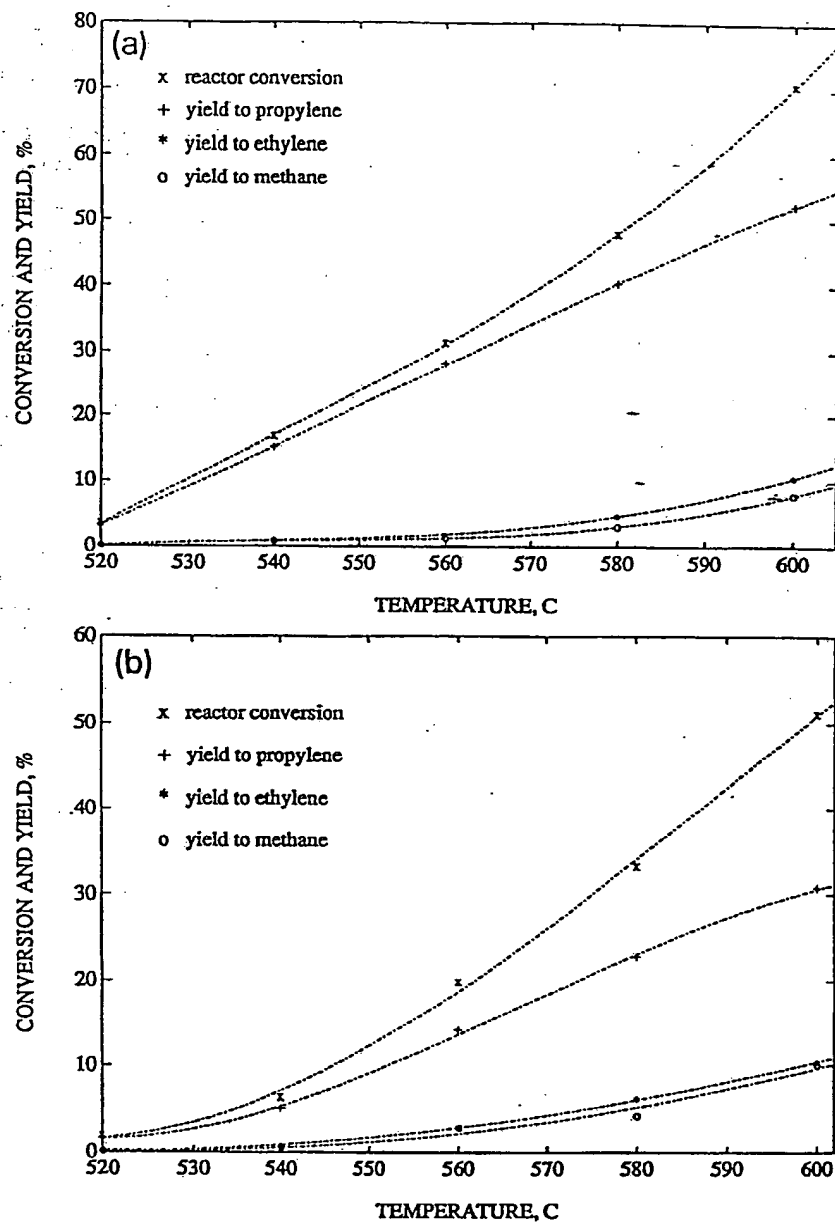 (a)
x reactor conversion
+ yield to propylene
* yield to ethylene
o yield to methane
CONVERSION AND YIELD, %
80
70
60
50
40
30
20
10
0
520 530 540 550 560 570 580 590 600
TEMPERATURE, C
(b)
x reactor conversion
+ yield to propylene
* yield to ethylene
o yield to methane
CONVERSION AND YIELD, %
60
50
40
30
20
10
0
520 530 540 550 560 570 580 590 600
TEMPERATURE, C